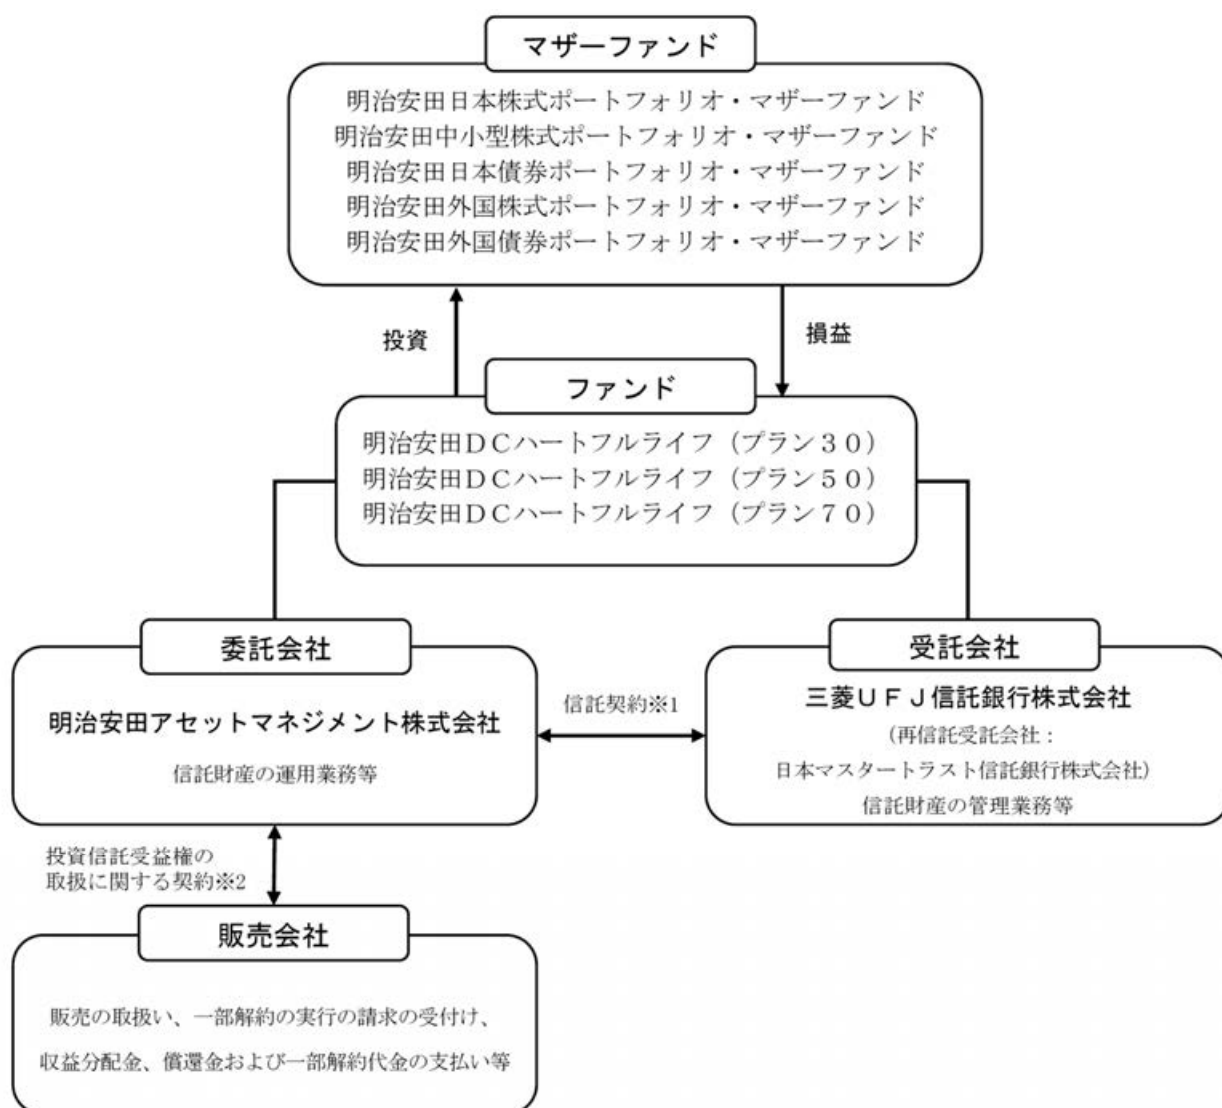 マザーファンド
明治安田日本株式ポートフォリオ・マザーファンド
明治安田中小型株式ポートフォリオ・マザーファンド
明治安田日本債券ポートフォリオ・マザーファンド
明治安田外国株式ポートフォリオ・マザーファンド
明治安田外国債券ポートフォリオ・マザーファンド
投資
損益
ファンド
明治安田ＤＣハートフルライフ（プラン３０）
明治安田ＤＣハートフルライフ（プラン５０）
明治安田ＤＣハートフルライフ（プラン７０）
委託会社
明治安田アセットマネジメント株式会社
信託財産の運用業務等
信託契約※1
受託会社
三菱ＵＦＪ信託銀行株式会社
（再信託受託会社：
日本マスタートラスト信託銀行株式会社）
信託財産の管理業務等
投資信託受益権の
取扱に関する契約※2
販売会社
販売の取扱い、一部解約の実行の請求の受付け、
収益分配金、償還金および一部解約代金の支払い等